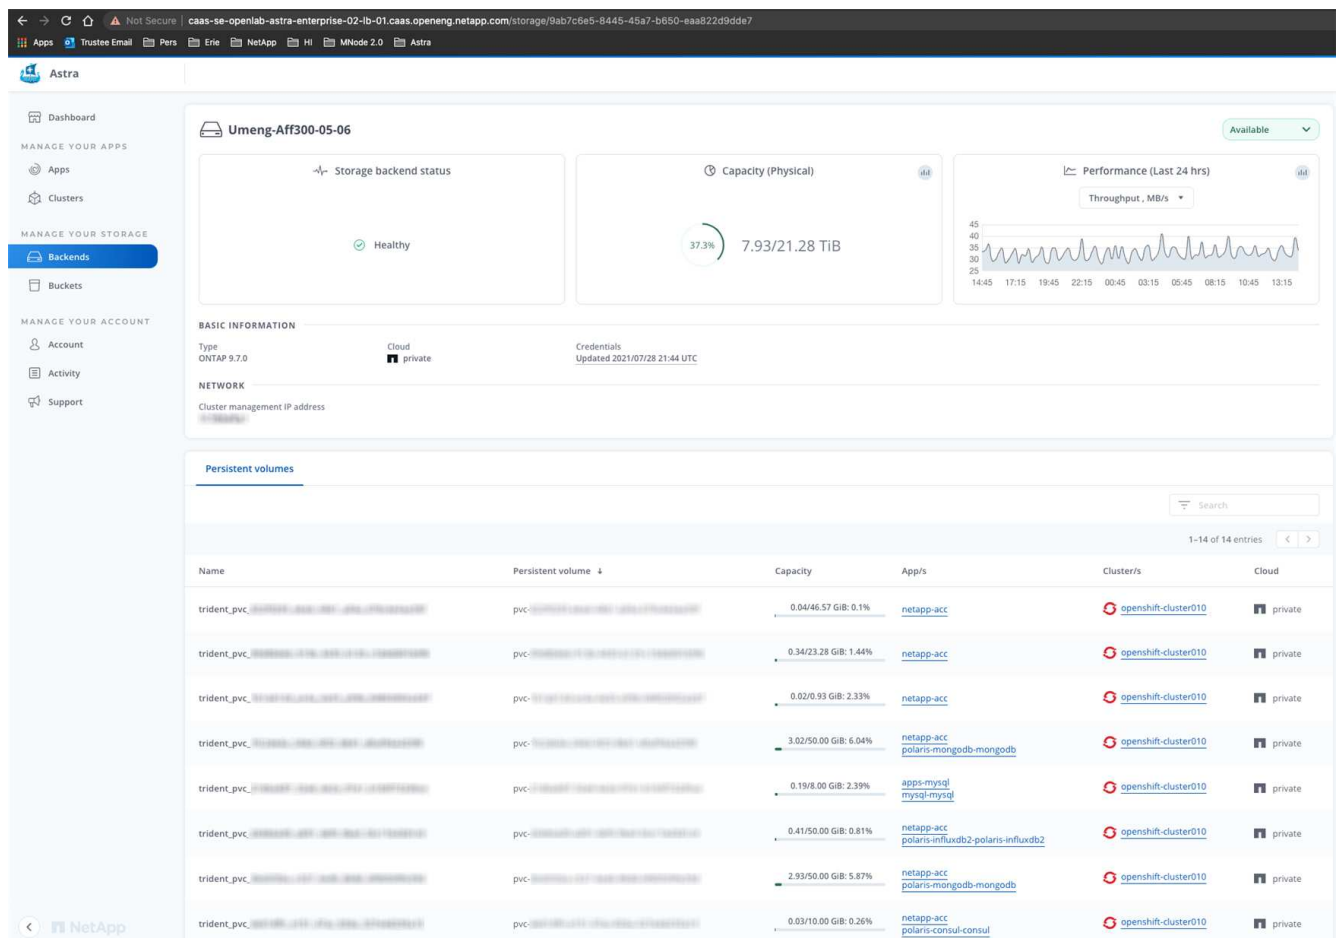 Not Secure | caas-se-openlab-astra-enterprise-02-lb-01.caas.openeng.netapp.com/storage/9ab7c6e5-8445-45a7-b650-eaa822d9dde7
Apps Trustee Email Pers Erie NetApp HI MNode 2.0 Astra
Astra
Dashboard
MANAGE YOUR APPS
Apps
Clusters
MANAGE YOUR STORAGE
Backends
Buckets
MANAGE YOUR ACCOUNT
Account
Activity
Support
NetApp
Umeng-Aff300-05-06
Available
Storage backend status
Healthy
Capacity (Physical)
37.3%
7.93/21.28 TiB
Performance (Last 24 hrs)
Throughput , MB/s
45
40
35
30
25
14:45 17:15 19:45 22:15 00:45 03:15 05:45 08:15 10:45 13:15
BASIC INFORMATION
Type Cloud Credentials
ONTAP 9.7.0 private Updated 2021/07/28 21:44 UTC
NETWORK
Cluster management IP address
Persistent volumes
Search
1–14 of 14 entries
Name Persistent volume Capacity App/s Cluster/s Cloud
trident_pvc_ pvc- 0.04/46.57 GiB: 0.1% netapp-acc openshift-cluster010 private
trident_pvc_ pvc- 0.34/23.28 GiB: 1.44% netapp-acc openshift-cluster010 private
trident_pvc_ pvc- 0.02/0.93 GiB: 2.33% netapp-acc openshift-cluster010 private
trident_pvc_ pvc- 3.02/50.00 GiB: 6.04% netapp-acc openshift-cluster010 private
polaris-mongodb-mongodb
trident_pvc_ pvc- 0.19/8.00 GiB: 2.39% apps-mysql openshift-cluster010 private
mysql-mysql
trident_pvc_ pvc- 0.41/50.00 GiB: 0.81% netapp-acc openshift-cluster010 private
polaris-influxdb2-polaris-influxdb2
trident_pvc_ pvc- 2.93/50.00 GiB: 5.87% netapp-acc openshift-cluster010 private
polaris-mongodb-mongodb
trident_pvc_ pvc- 0.03/10.00 GiB: 0.26% netapp-acc openshift-cluster010 private
polaris-consul-consul